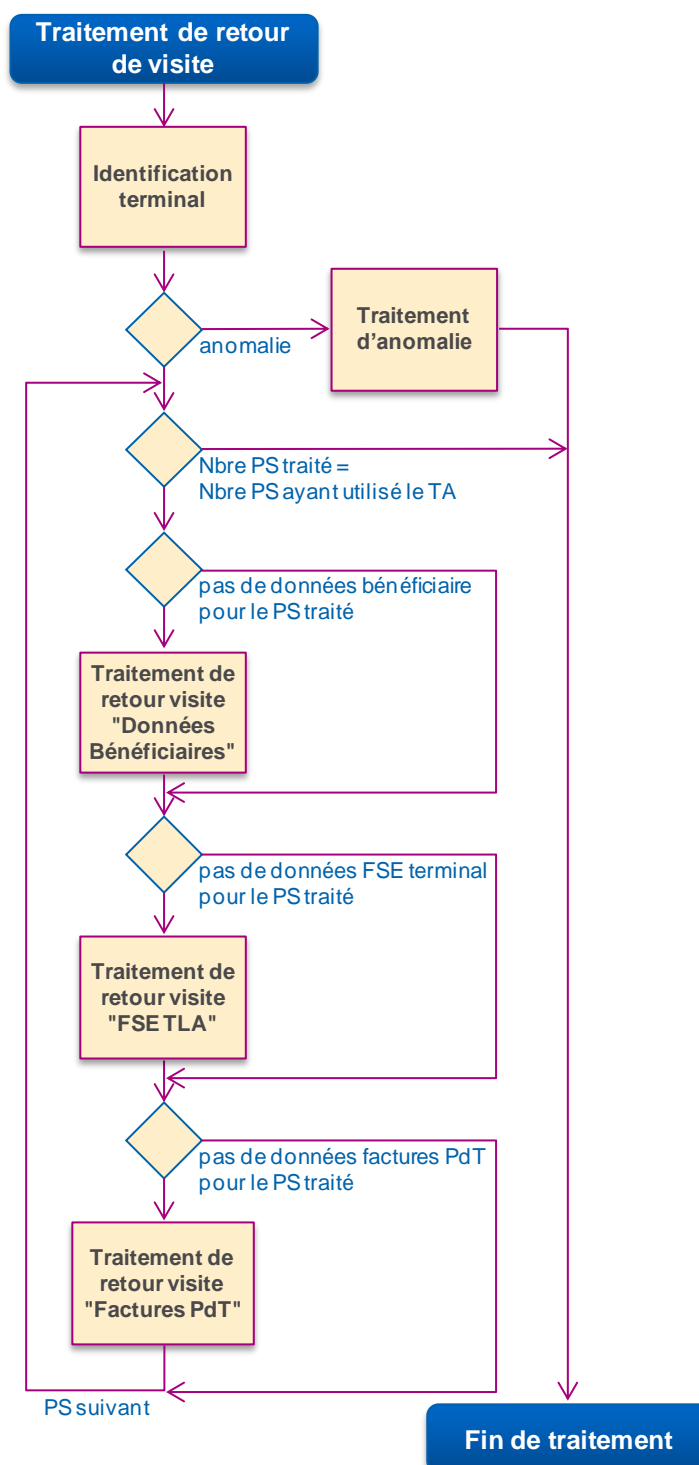 Traitement de retour
de visite
Identification
terminal
anomalie
Traitement
d'anomalie
Nbre PS traité =
Nbre PS ayant utilisé le TA
pas de données bénéficiaire
pour le PS traité
Traitement de
retour visite
"Données
Bénéficiaires"
pas de données FSE terminal
pour le PS traité
Traitement de
retour visite
"FSE TLA"
pas de données factures PdT
pour le PS traité
Traitement de
retour visite
"Factures PdT"
PS suivant
Fin de traitement